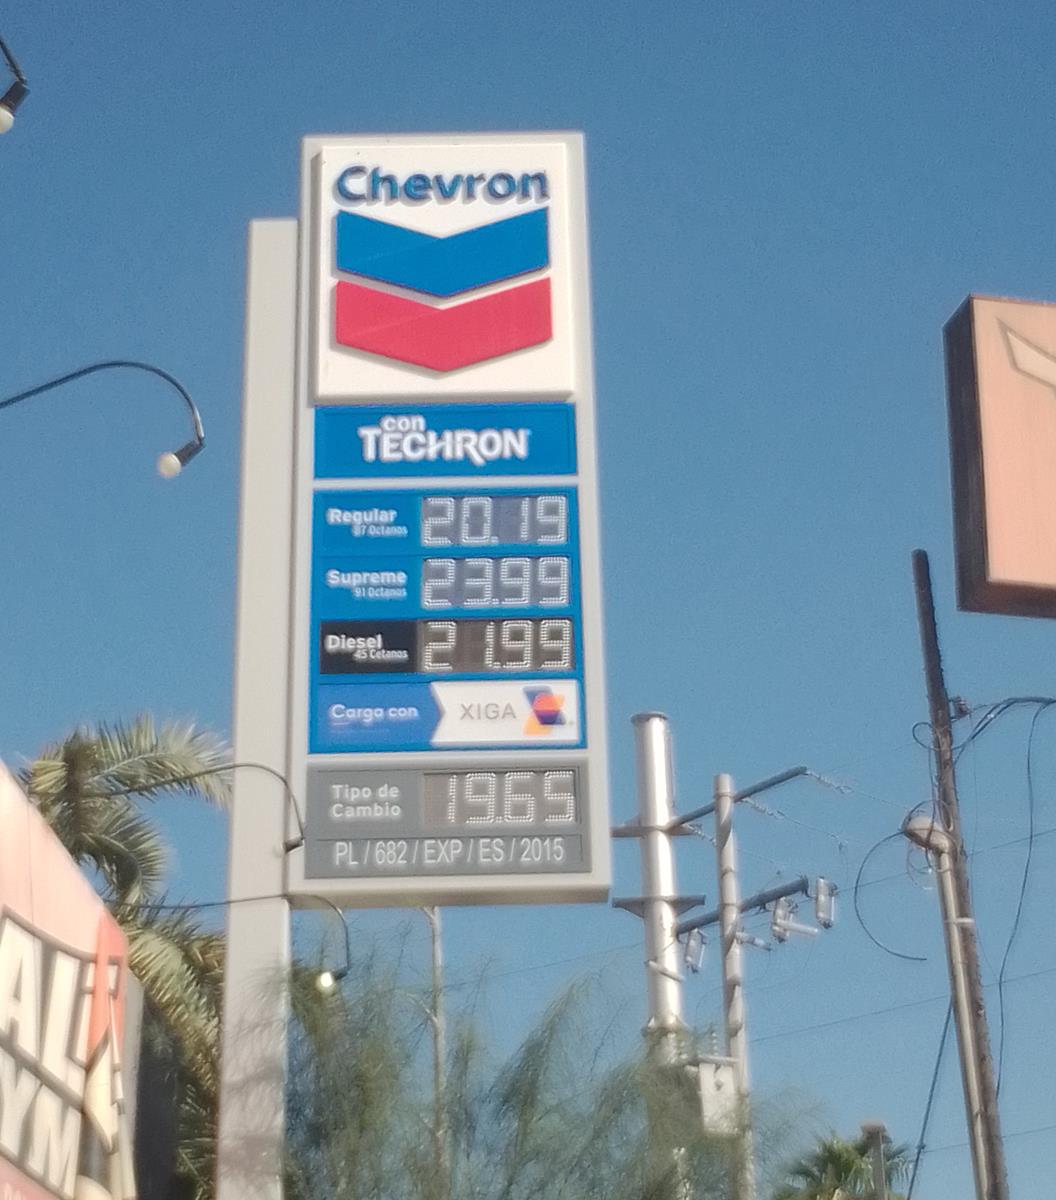 Chevron
con
TECHRON
Regular 20.19
87 Octanos
Supreme 23.99
91 Octanos
Diesel 21.99
45 Cetanos
Carga con XIGA
Tipo de
Cambio 19.65
PL / 682 / EXP / ES / 2015